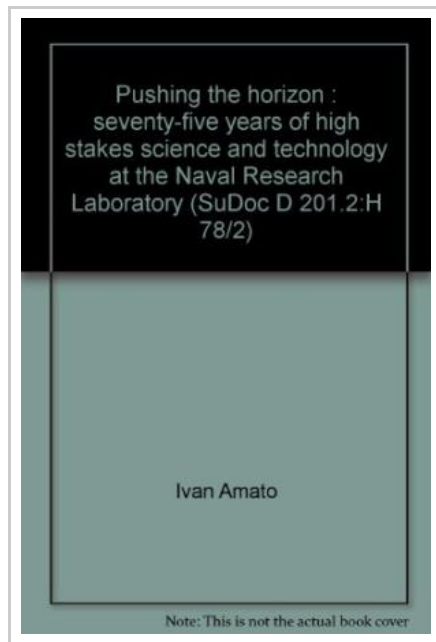 Pushing the horizon :
seventy-five years of high
stakes science and technology
at the Naval Research
Laboratory (SuDoc D 201.2:H
78/2)
Ivan Amato
Note: This is not the actual book cover